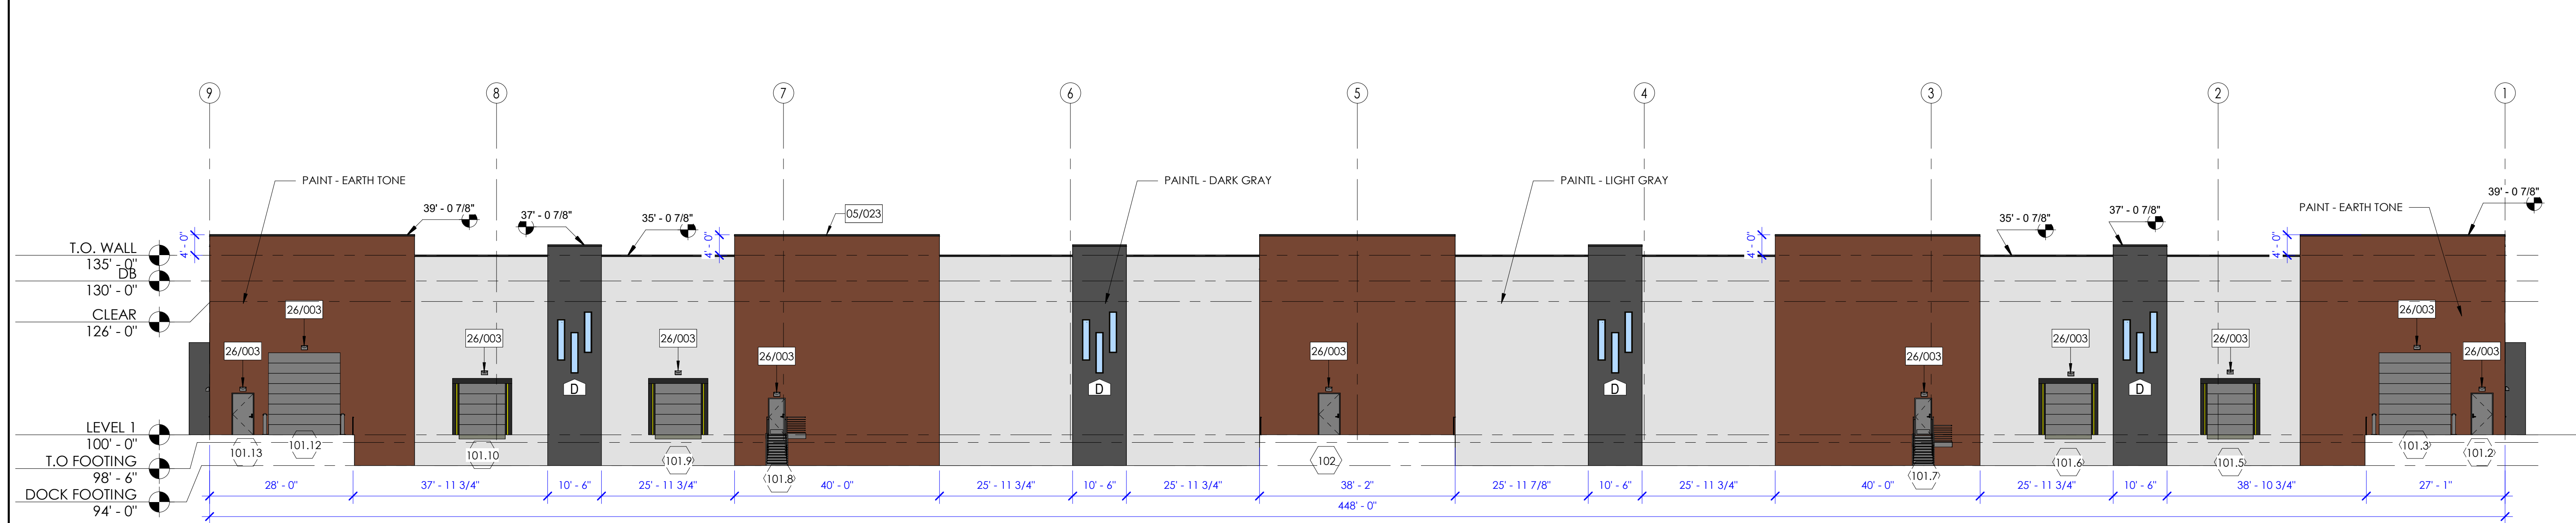 9
8
7
6
5
4
3
2
1
PAINT - EARTH TONE
PAINTL - DARK GRAY
PAINTL - LIGHT GRAY
PAINT - EARTH TONE
39' - 0 7/8"
37' - 0 7/8"
35' - 0 7/8"
05/023
35' - 0 7/8"
37' - 0 7/8"
39' - 0 7/8"
4' - 0"
4' - 0"
4' - 0"
4' - 0"
T.O. WALL
135' - 0"
DB
130' - 0"
CLEAR
126' - 0"
LEVEL 1
100' - 0"
T.O FOOTING
98' - 6"
DOCK FOOTING
94' - 0"
26/003
26/003
26/003
26/003
26/003
26/003
26/003
26/003
26/003
26/003
26/003
D
D
D
D
101.13
101.12
101.10
101.9
101.8
102
101.7
101.6
101.5
101.3
101.2
28' - 0"
37' - 11 3/4"
10' - 6"
25' - 11 3/4"
40' - 0"
25' - 11 3/4"
10' - 6"
25' - 11 3/4"
38' - 2"
25' - 11 7/8"
10' - 6"
25' - 11 3/4"
40' - 0"
25' - 11 3/4"
10' - 6"
38' - 10 3/4"
27' - 1"
448' - 0"